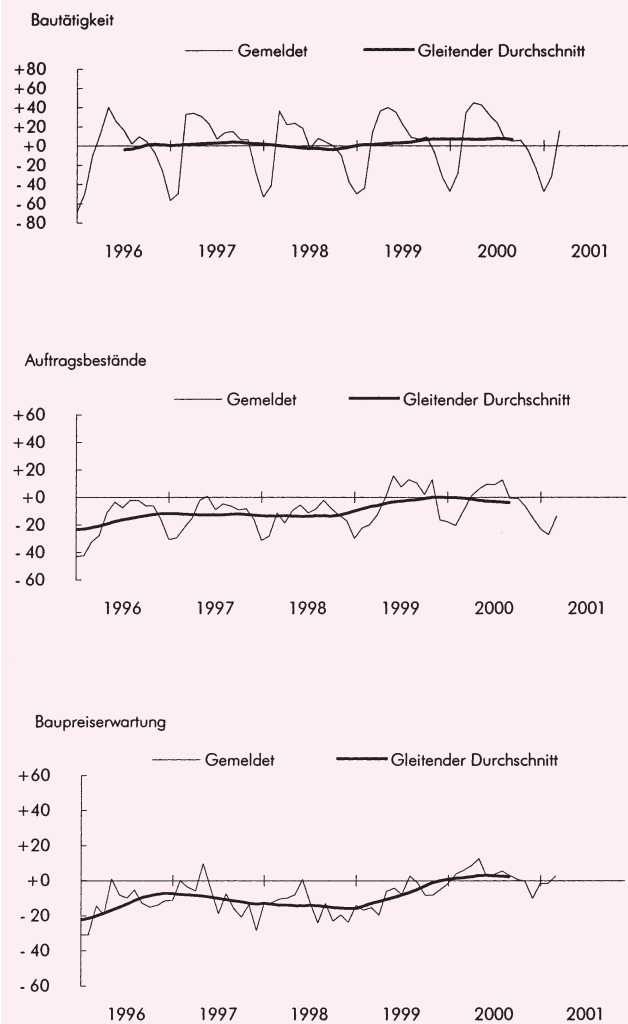 Bautätigkeit
Gemeldet Gleitender Durchschnitt
+80
+60
+40
+20
+0
- 20
- 40
- 60
- 80
1996 1997 1998 1999 2000 2001
Auftragsbestände
Gemeldet Gleitender Durchschnitt
+60
+40
+20
+0
- 20
- 40
- 60
1996 1997 1998 1999 2000 2001
Baupreiserwartung
Gemeldet Gleitender Durchschnitt
+60
+40
+20
+0
- 20
- 40
- 60
1996 1997 1998 1999 2000 2001